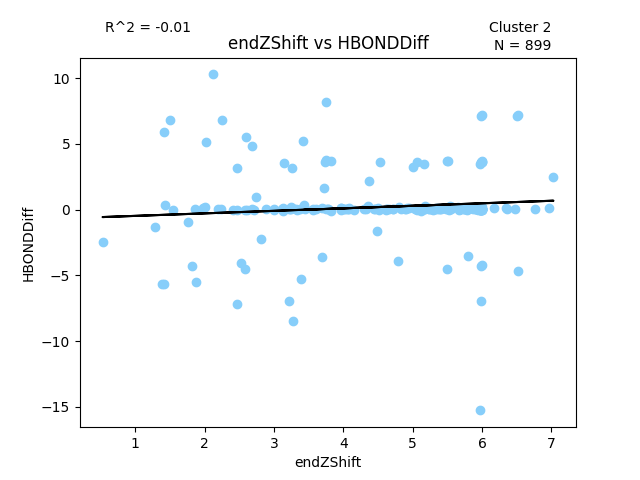 R^2 = -0.01
Cluster 2
N = 899
endZShift vs HBONDDiff
HBONDDiff
10
5
0
−5
−10
−15
1 2 3 4 5 6 7
endZShift